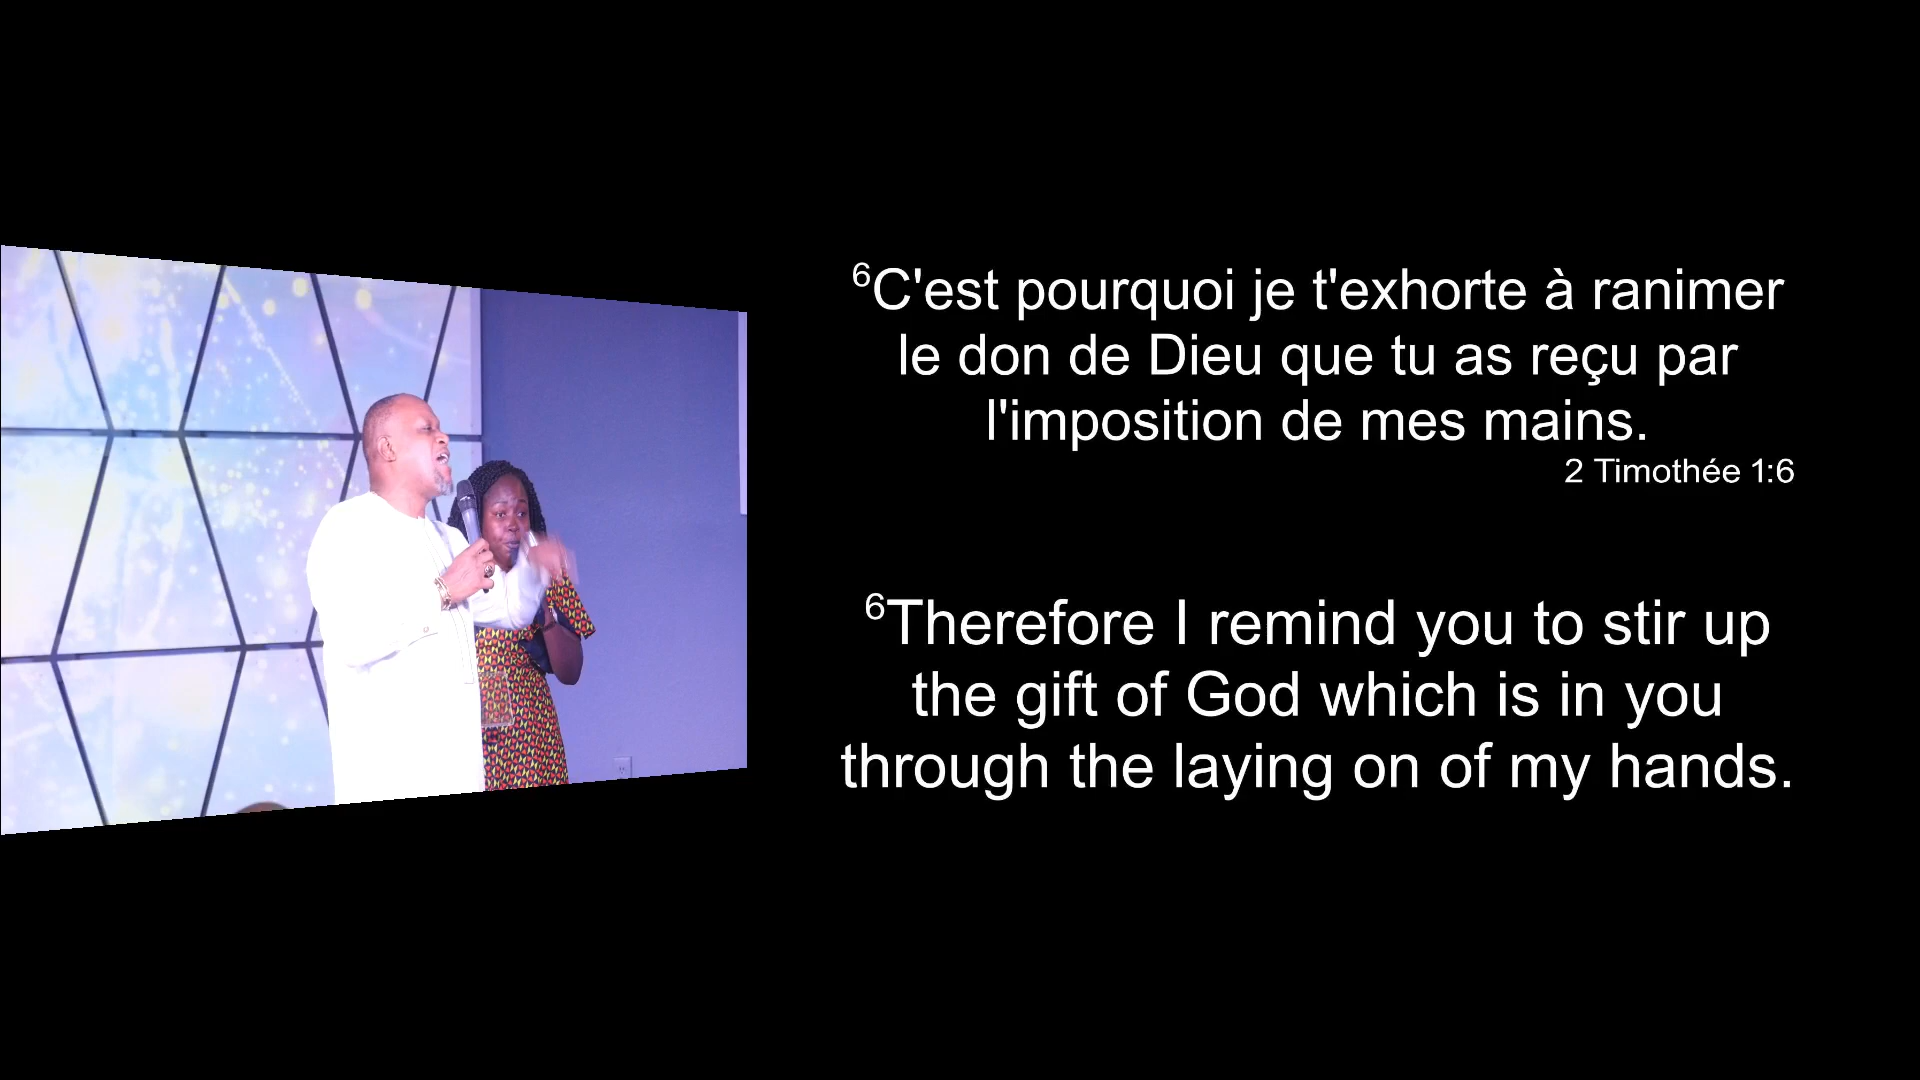 ⁶C'est pourquoi je t'exhorte à ranimer
le don de Dieu que tu as reçu par
l'imposition de mes mains.
2 Timothée 1:6
⁶Therefore I remind you to stir up
the gift of God which is in you
through the laying on of my hands.